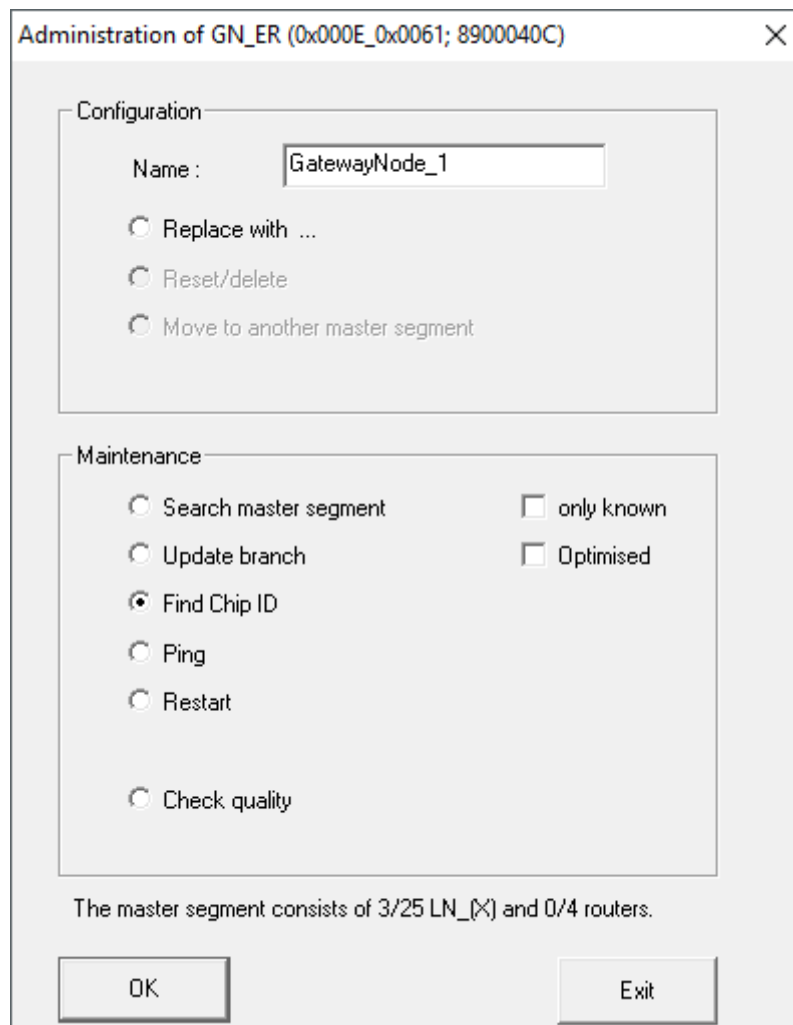 Administration of GN_ER (0x000E_0x0061; 8900040C)
Configuration
Name :
GatewayNode_1
Replace with ...
Reset/delete
Move to another master segment
Maintenance
Search master segment
only known
Update branch
Optimised
Find Chip ID
Ping
Restart
Check quality
The master segment consists of 3/25 LN_(X) and 0/4 routers.
OK
Exit